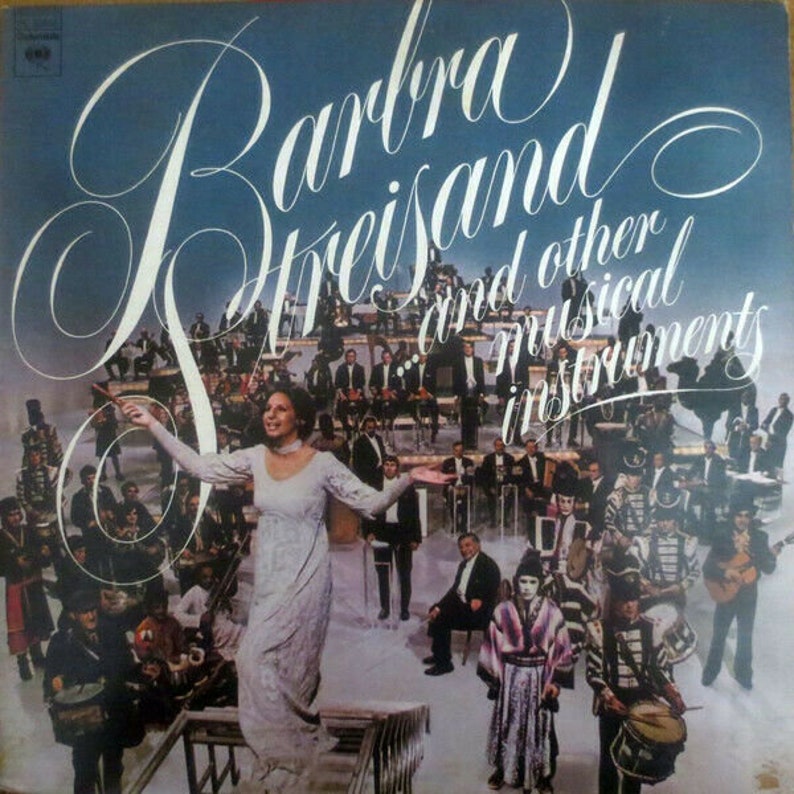 Barbra
Streisand
...and other
musical
instruments